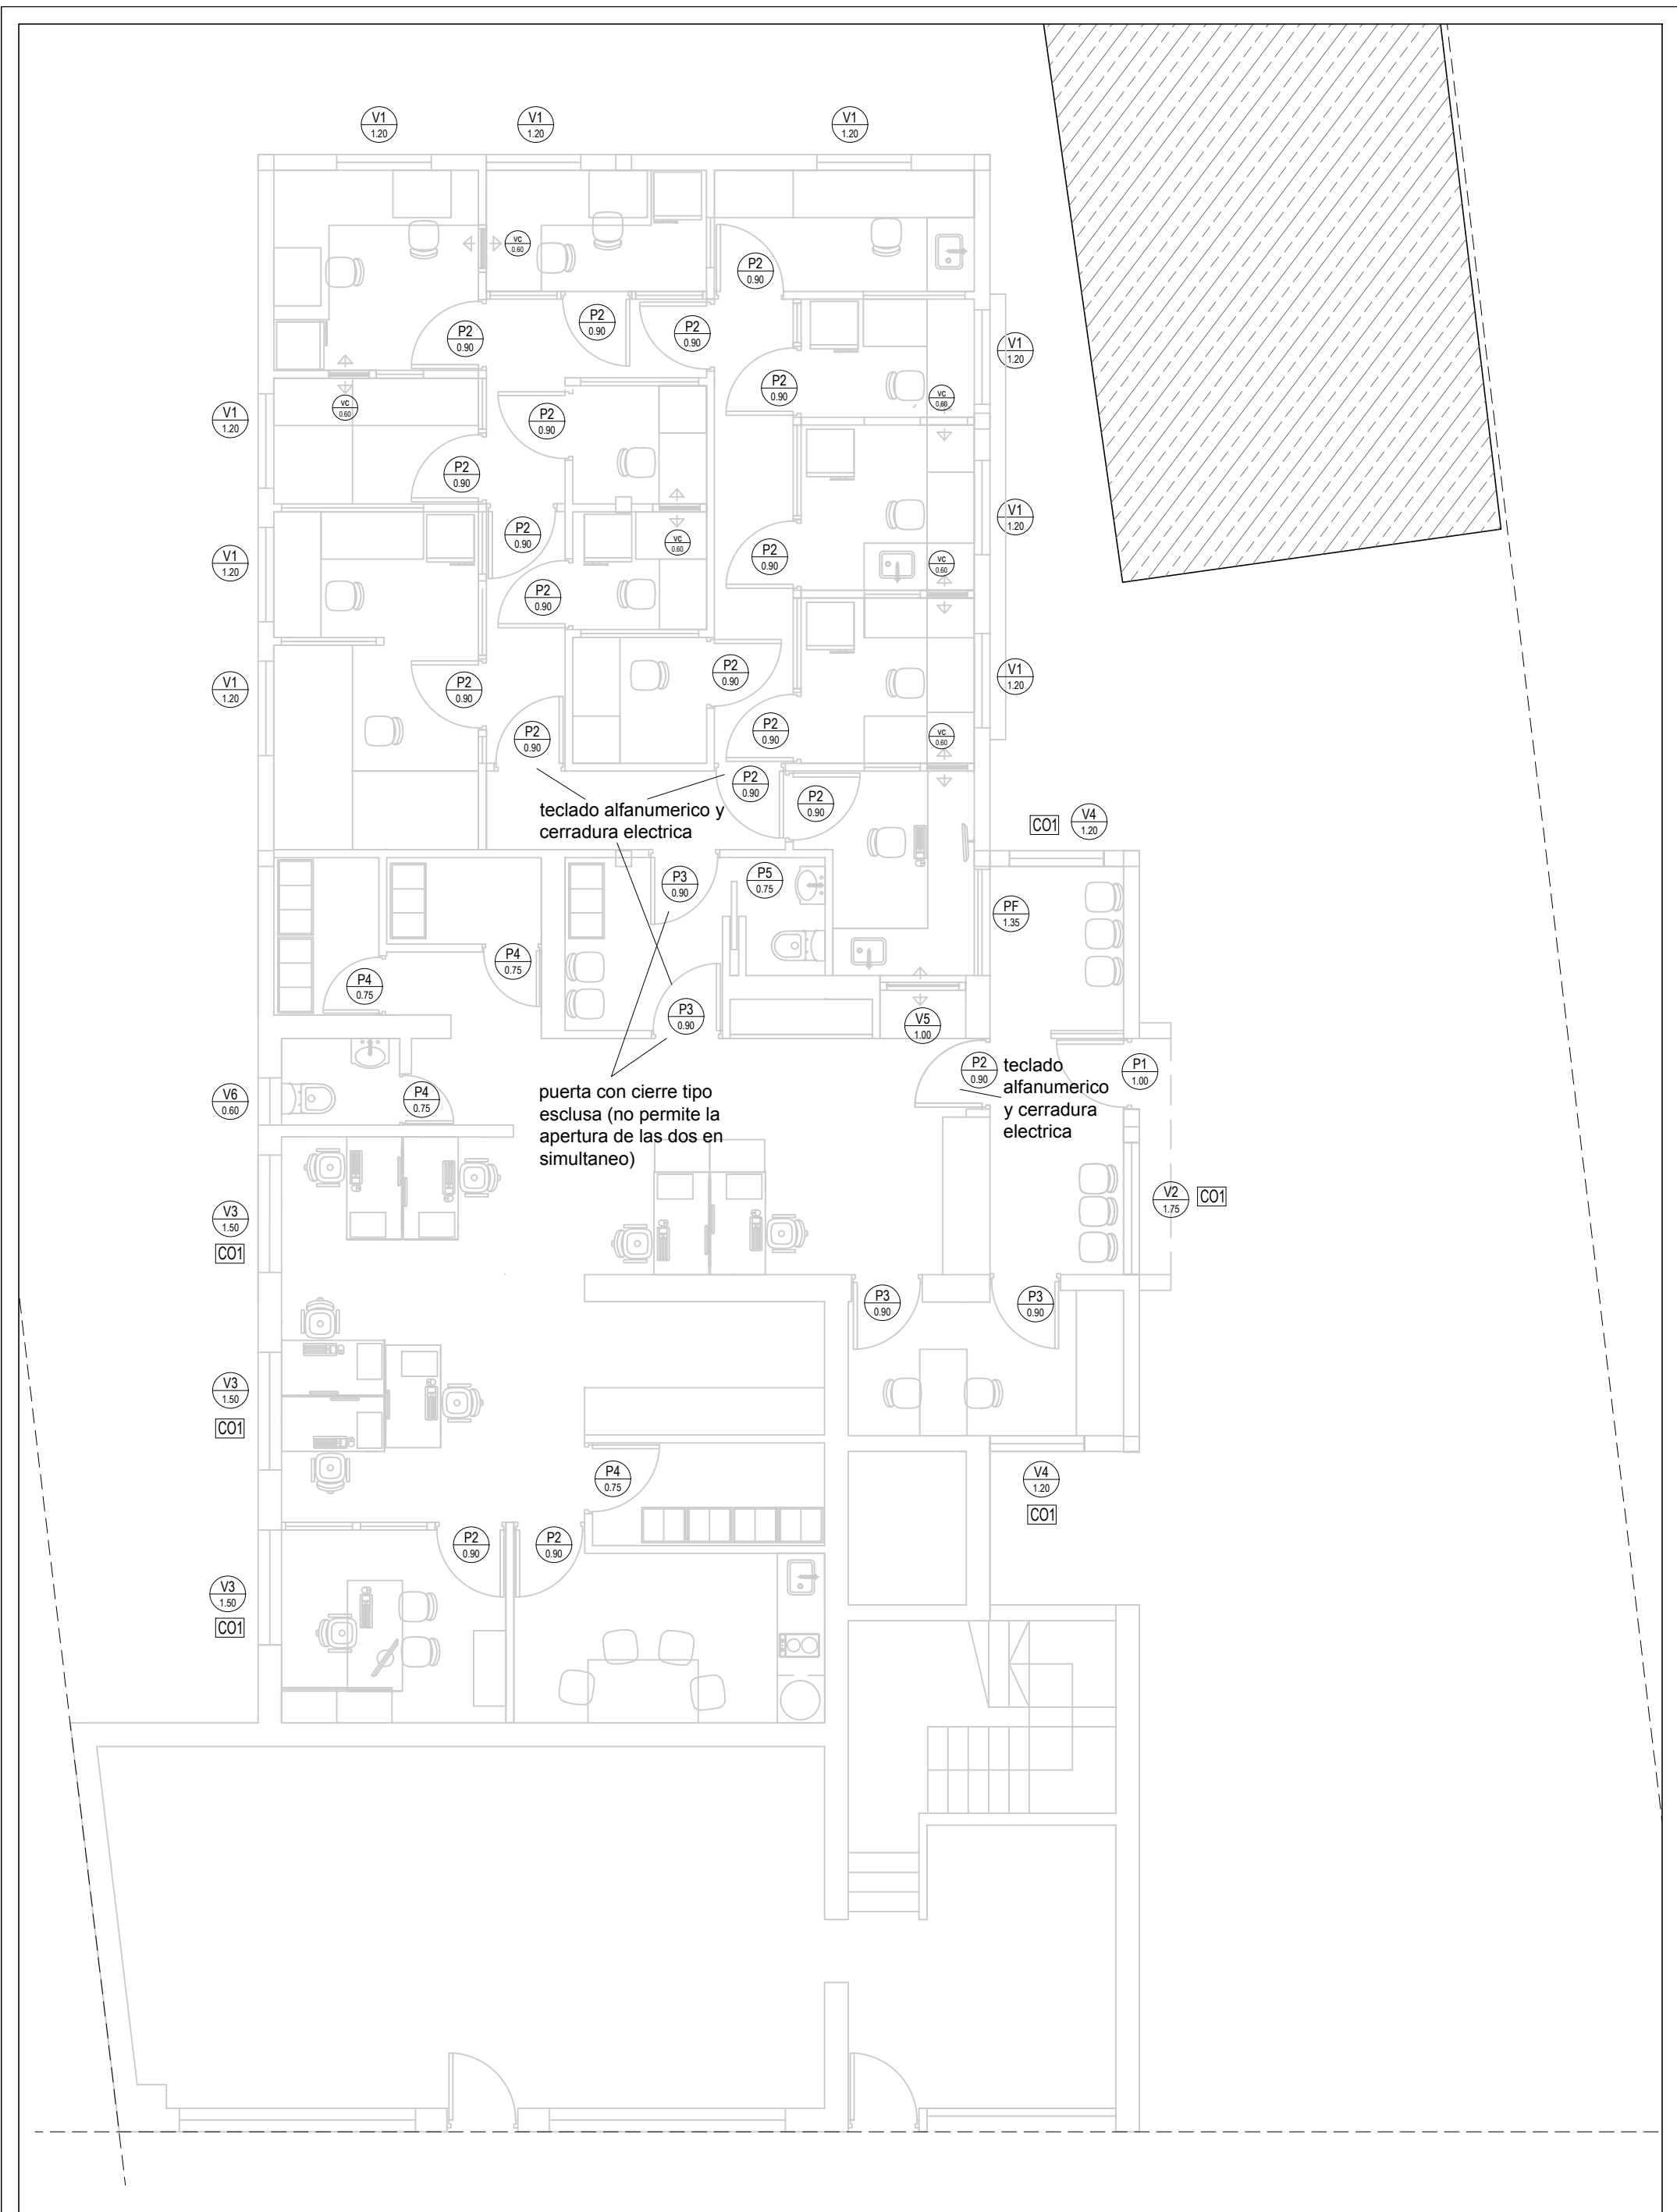 V1
1.20
V1
1.20
V1
1.20
vc
0.60
P2
0.90
P2
0.90
P2
0.90
P2
0.90
V1
1.20
P2
0.90
vc
0.60
vc
0.60
V1
1.20
P2
0.90
P2
0.90
V1
1.20
P2
0.90
vc
0.60
P2
0.90
vc
0.60
V1
1.20
P2
0.90
P2
0.90
V1
1.20
V1
1.20
P2
0.90
P2
0.90
P2
0.90
vc
0.60
P2
0.90
P2
0.90
teclado alfanumerico y
cerradura electrica
CO1
V4
1.20
P3
0.90
P5
0.75
PF
1.35
P4
0.75
P4
0.75
P3
0.90
V5
1.00
P2
0.90
teclado
alfanumerico
y cerradura
electrica
P1
1.00
V6
0.60
P4
0.75
puerta con cierre tipo
esclusa (no permite la
apertura de las dos en
simultaneo)
V2
1.75
CO1
V3
1.50
CO1
P3
0.90
P3
0.90
V3
1.50
CO1
P4
0.75
V4
1.20
CO1
P2
0.90
P2
0.90
V3
1.50
CO1